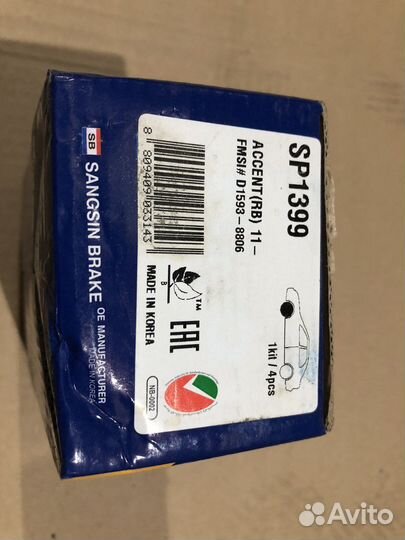 SP1399
ACCENT(RB) 11-
FMSI# D1593-8806
8 809409 033143
MADE IN KOREA
B
TM
EAC
1kit / 4pcs
NB-0002
SB SANGSIN BRAKE
OE MANUFACTURER
MADE IN KOREA
Avito